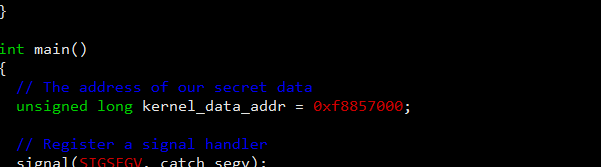 }
int main()
{
// The address of our secret data
unsigned long kernel_data_addr = 0xf8857000;
// Register a signal handler
signal(SIGSEGV, catch_segv);